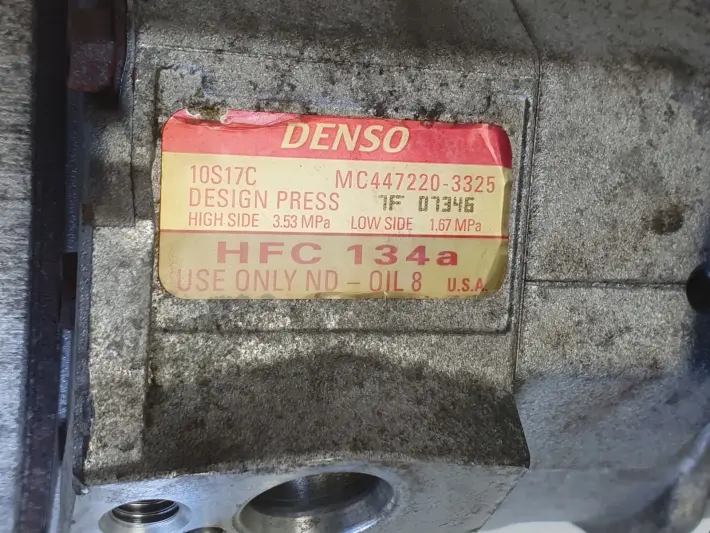 DENSO
10S17C MC447220-3325
DESIGN PRESS 7F 07346
HIGH SIDE 3.53 MPa LOW SIDE 1.67 MPa
HFC 134a
USE ONLY ND - OIL 8 U.S.A.